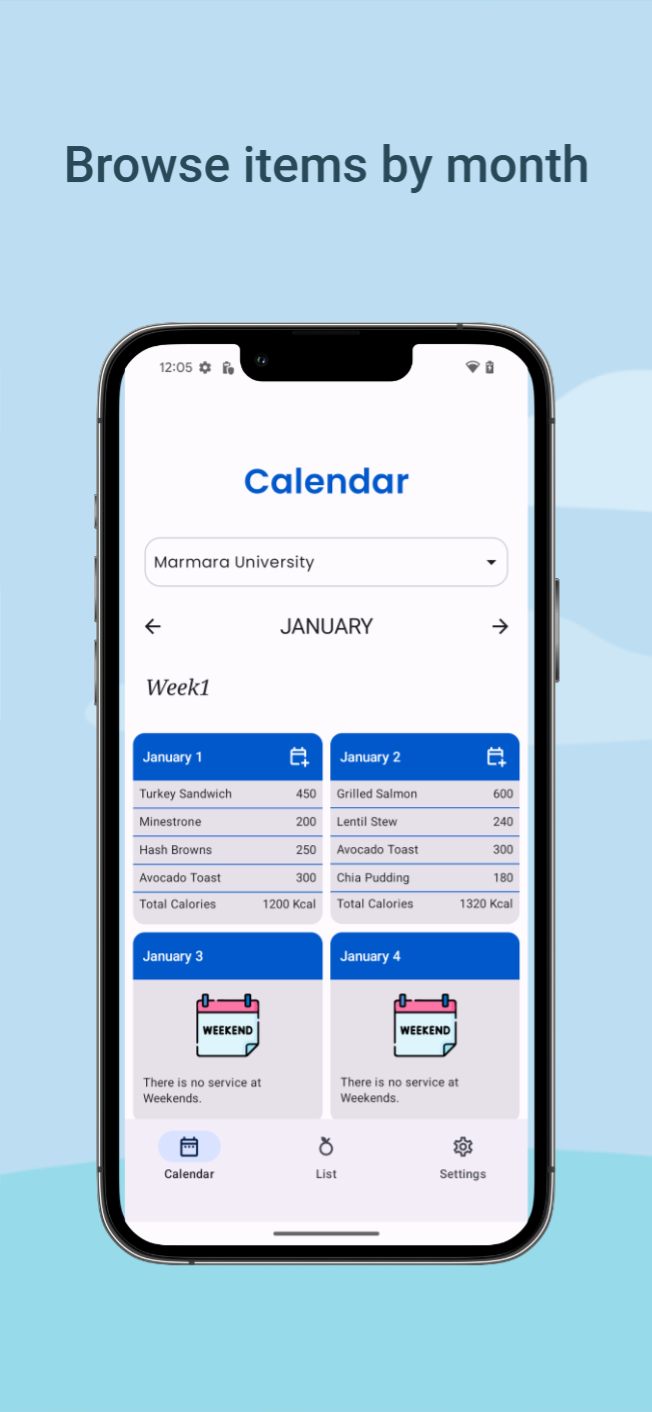 Browse items by month
12:05
Calendar
Marmara University
JANUARY
Week1
January 1
Turkey Sandwich 450
Minestrone 200
Hash Browns 250
Avocado Toast 300
Total Calories 1200 Kcal
January 2
Grilled Salmon 600
Lentil Stew 240
Avocado Toast 300
Chia Pudding 180
Total Calories 1320 Kcal
January 3
WEEKEND
There is no service at
Weekends.
January 4
WEEKEND
There is no service at
Weekends.
Calendar
List
Settings